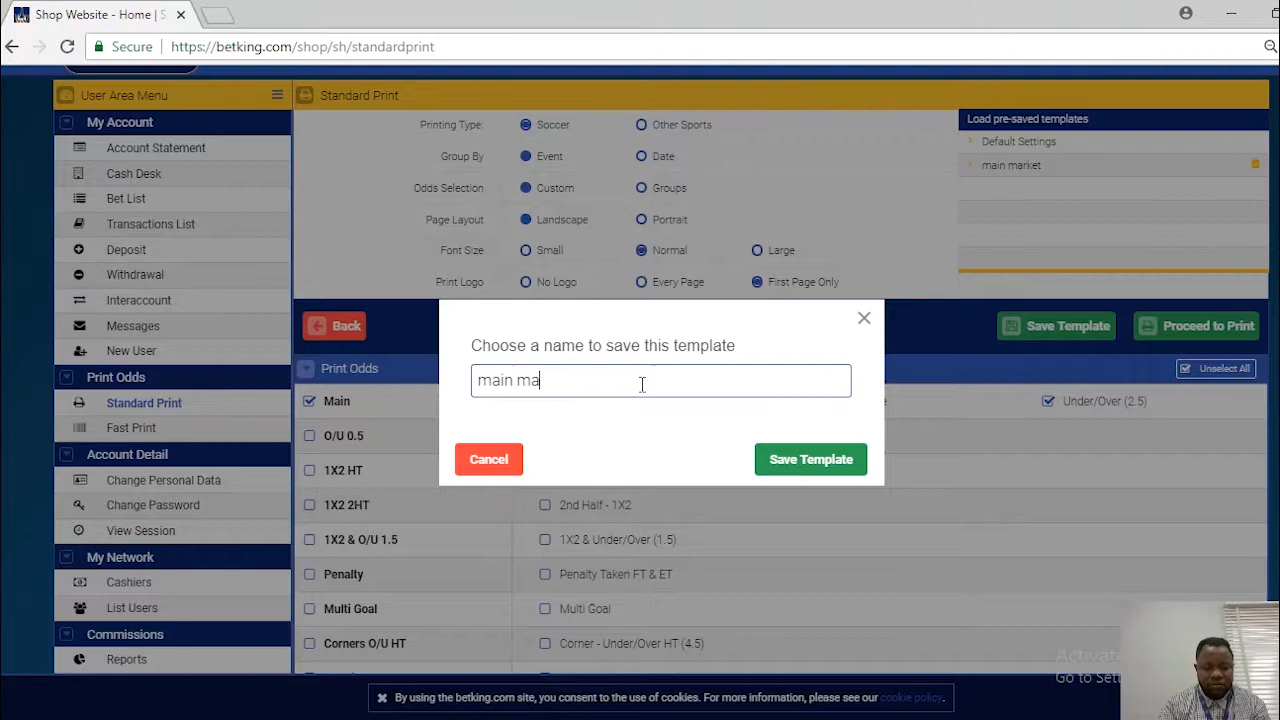 Shop Website - Home | S
Secure https://betking.com/shop/sh/standardprint
User Area Menu
My Account
Account Statement
Cash Desk
Bet List
Transactions List
Deposit
Withdrawal
Interaccount
Messages
New User
Print Odds
Standard Print
Fast Print
Account Detail
Change Personal Data
Change Password
View Session
My Network
Cashiers
List Users
Commissions
Reports
Standard Print
Printing Type: Soccer Other Sports
Group By Event Date
Odds Selection Custom Groups
Page Layout Landscape Portrait
Font Size Small Normal Large
Print Logo No Logo Every Page First Page Only
Load pre-saved templates
Default Settings
main market
Back Save Template Proceed to Print
Choose a name to save this template
main ma
Cancel Save Template
Print Odds Unselect All
Main Under/Over (2.5)
O/U 0.5
1X2 HT
1X2 2HT 2nd Half - 1X2
1X2 & O/U 1.5 1X2 & Under/Over (1.5)
Penalty Penalty Taken FT & ET
Multi Goal Multi Goal
Corners O/U HT Corner - Under/Over HT (4.5)
Activat
Go to Sett
By using the betking.com site, you consent to the use of cookies. For more information, please see our cookie policy.